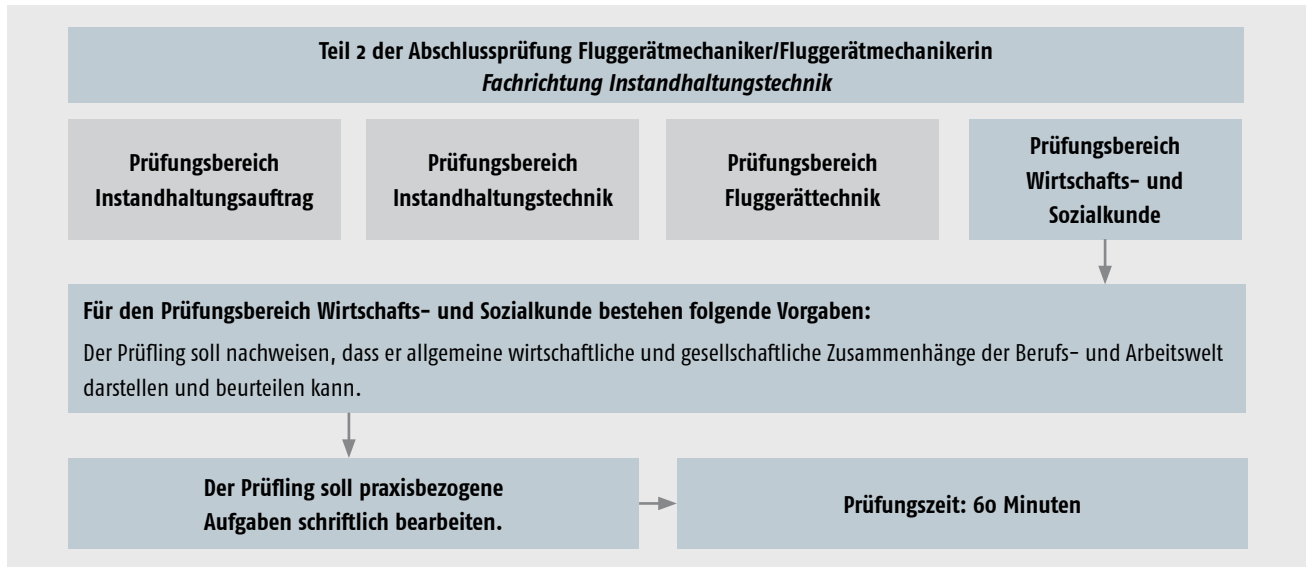 Teil 2 der Abschlussprüfung Fluggerätmechaniker/Fluggerätmechanikerin
Fachrichtung Instandhaltungstechnik
Prüfungsbereich
Instandhaltungsauftrag
Prüfungsbereich
Instandhaltungstechnik
Prüfungsbereich
Fluggerättechnik
Prüfungsbereich
Wirtschafts- und
Sozialkunde
Für den Prüfungsbereich Wirtschafts- und Sozialkunde bestehen folgende Vorgaben:
Der Prüfling soll nachweisen, dass er allgemeine wirtschaftliche und gesellschaftliche Zusammenhänge der Berufs- und Arbeitswelt
darstellen und beurteilen kann.
Der Prüfling soll praxisbezogene
Aufgaben schriftlich bearbeiten.
Prüfungszeit: 60 Minuten